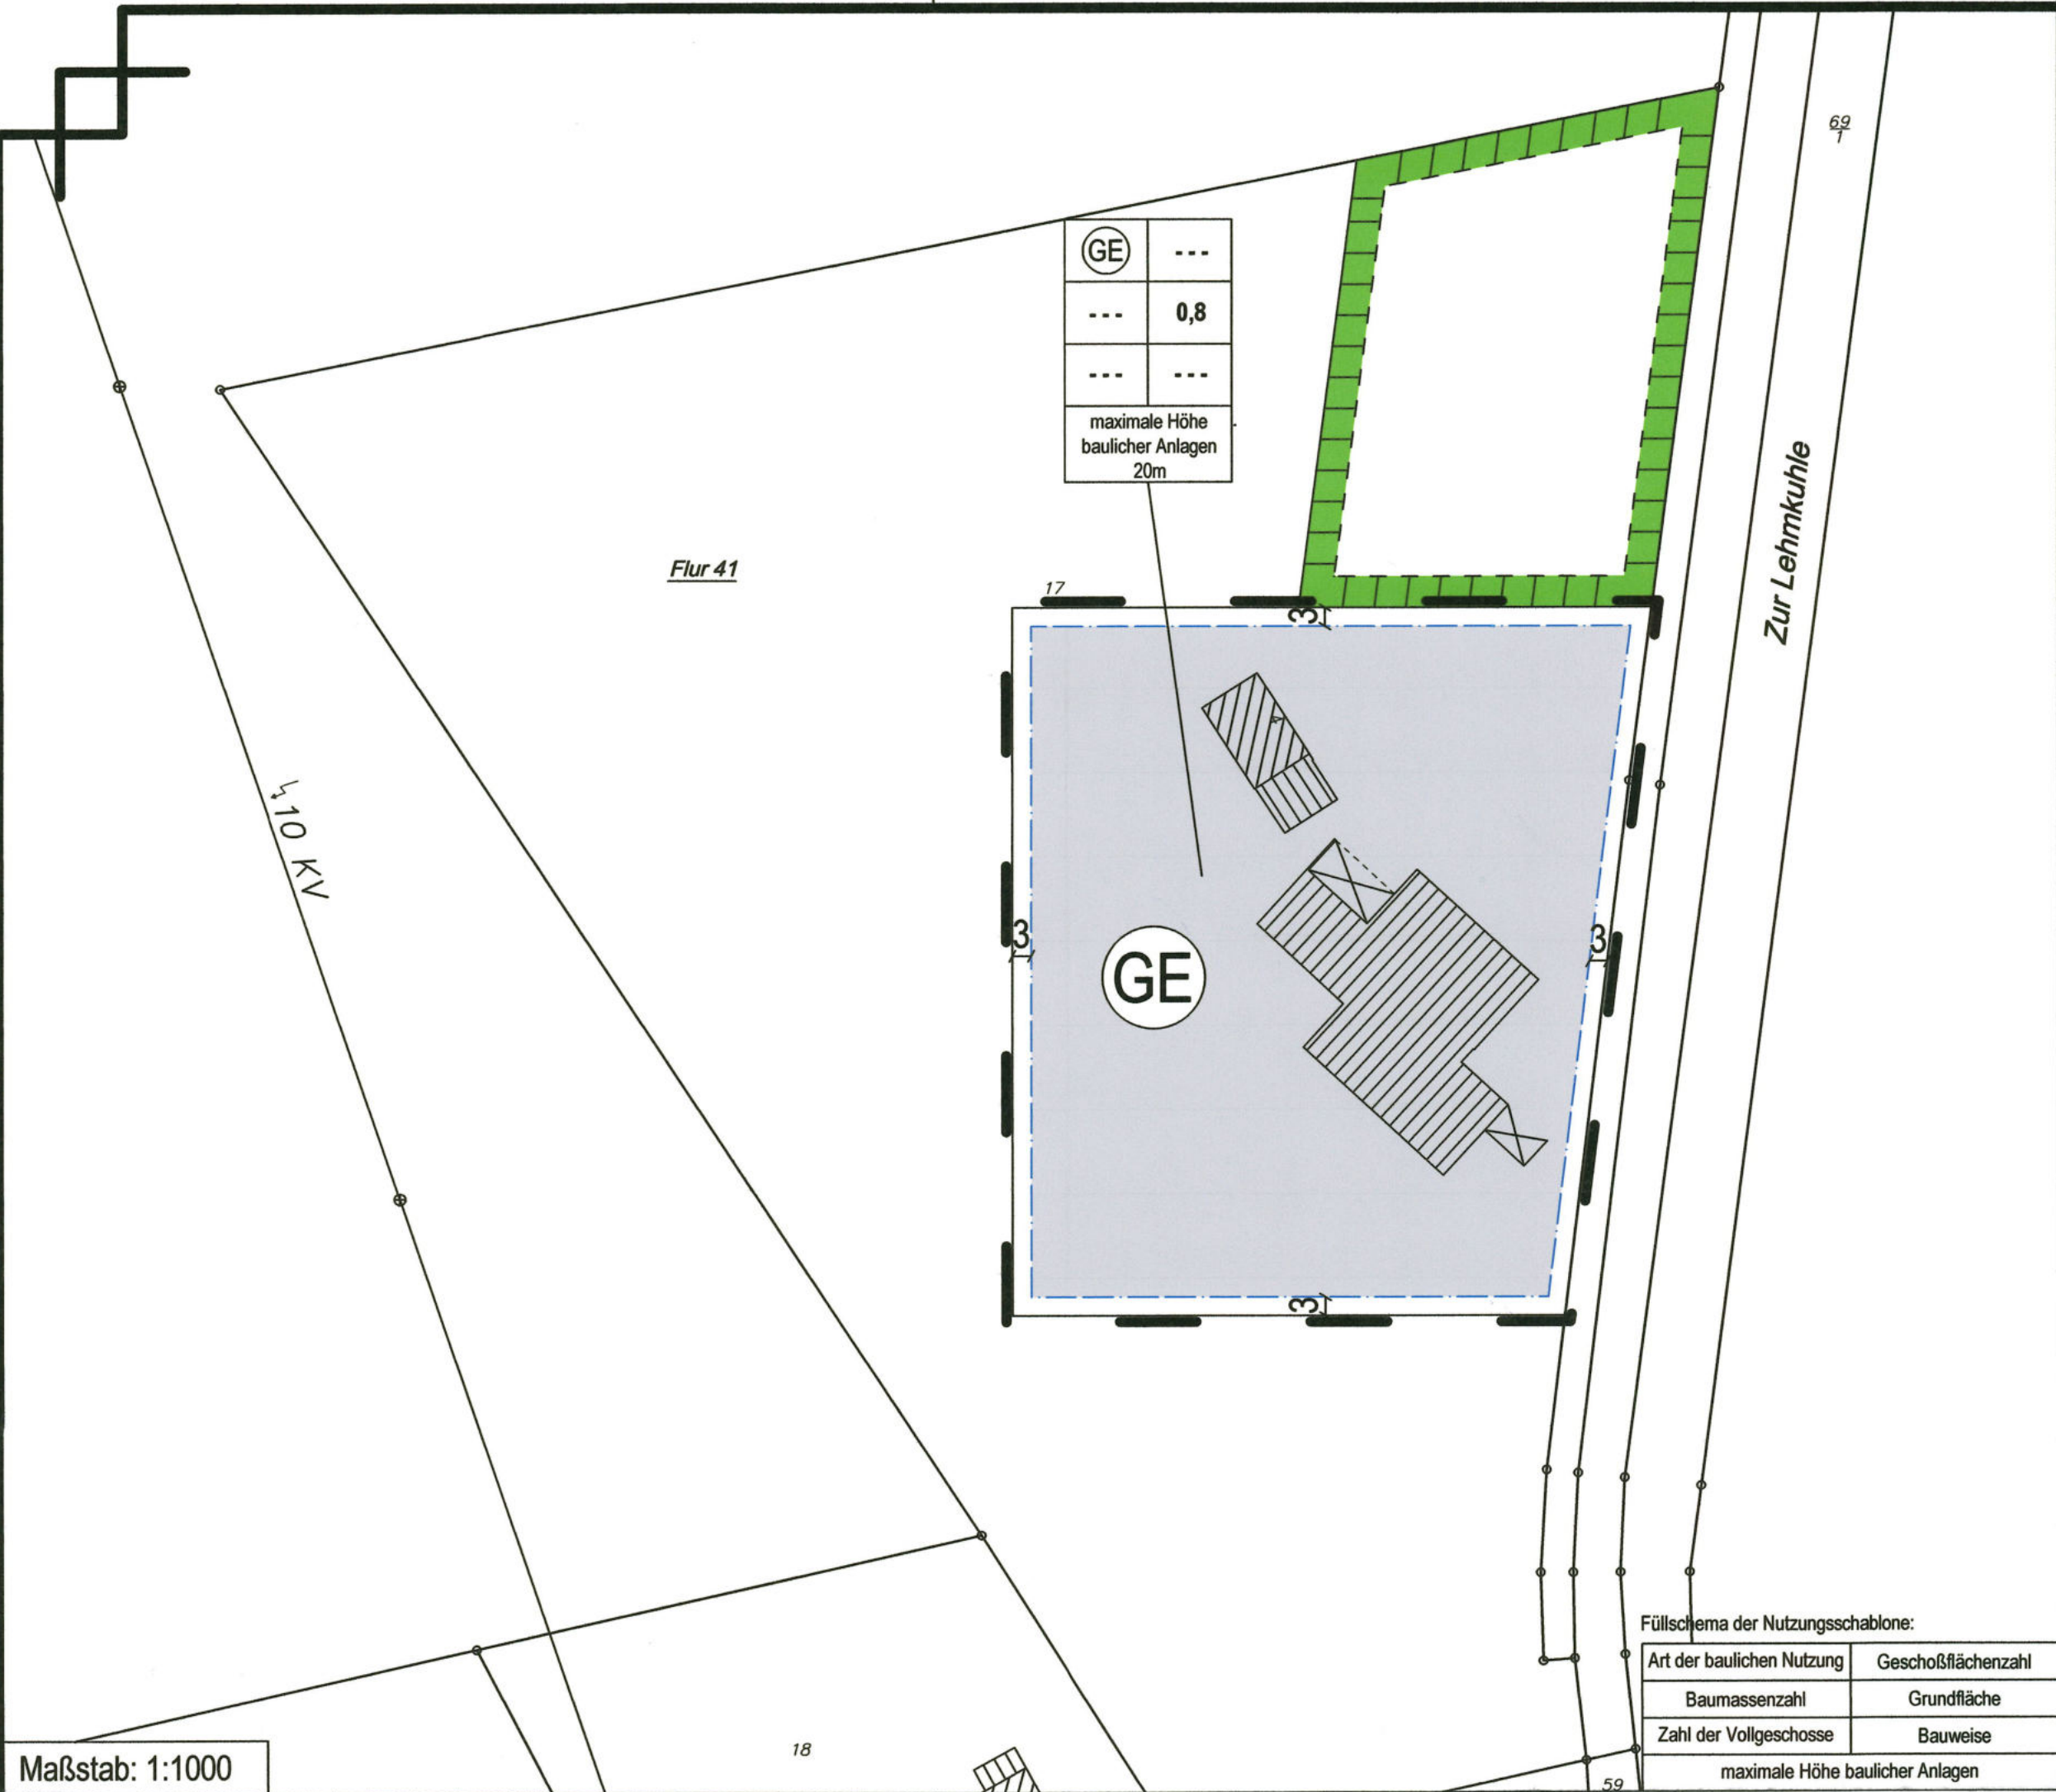 69
1
GE ---
--- 0,8
--- ---
maximale Höhe
baulicher Anlagen
20m
Flur 41
17
Zur Lehmkuhle
3
10 KV
3
3
GE
3
Füllschema der Nutzungsschablone:
Art der baulichen Nutzung Geschoßflächenzahl
Baumassenzahl Grundfläche
Zahl der Vollgeschosse Bauweise
maximale Höhe baulicher Anlagen
18
59
Maßstab: 1:1000